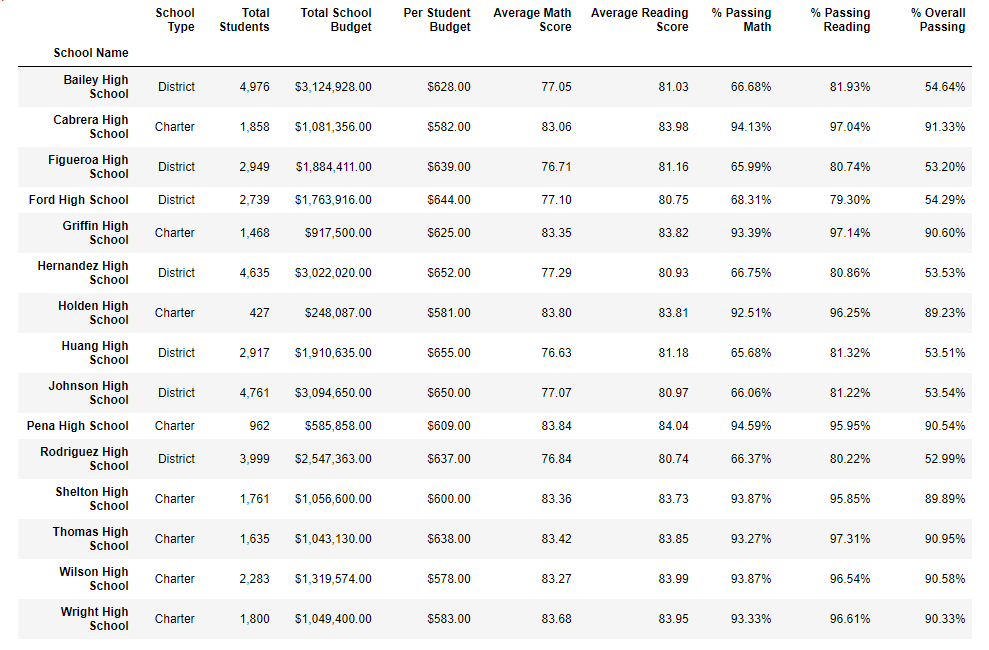 School Type Total Students Total School Budget Per Student Budget Average Math Score Average Reading Score % Passing Math % Passing Reading % Overall Passing
School Name
Bailey High School District 4,976 $3,124,928.00 $628.00 77.05 81.03 66.68% 81.93% 54.64%
Cabrera High School Charter 1,858 $1,081,356.00 $582.00 83.06 83.98 94.13% 97.04% 91.33%
Figueroa High School District 2,949 $1,884,411.00 $639.00 76.71 81.16 65.99% 80.74% 53.20%
Ford High School District 2,739 $1,763,916.00 $644.00 77.10 80.75 68.31% 79.30% 54.29%
Griffin High School Charter 1,468 $917,500.00 $625.00 83.35 83.82 93.39% 97.14% 90.60%
Hernandez High School District 4,635 $3,022,020.00 $652.00 77.29 80.93 66.75% 80.86% 53.53%
Holden High School Charter 427 $248,087.00 $581.00 83.80 83.81 92.51% 96.25% 89.23%
Huang High School District 2,917 $1,910,635.00 $655.00 76.63 81.18 65.68% 81.32% 53.51%
Johnson High School District 4,761 $3,094,650.00 $650.00 77.07 80.97 66.06% 81.22% 53.54%
Pena High School Charter 962 $585,858.00 $609.00 83.84 84.04 94.59% 95.95% 90.54%
Rodriguez High School District 3,999 $2,547,363.00 $637.00 76.84 80.74 66.37% 80.22% 52.99%
Shelton High School Charter 1,761 $1,056,600.00 $600.00 83.36 83.73 93.87% 95.85% 89.89%
Thomas High School Charter 1,635 $1,043,130.00 $638.00 83.42 83.85 93.27% 97.31% 90.95%
Wilson High School Charter 2,283 $1,319,574.00 $578.00 83.27 83.99 93.87% 96.54% 90.58%
Wright High School Charter 1,800 $1,049,400.00 $583.00 83.68 83.95 93.33% 96.61% 90.33%